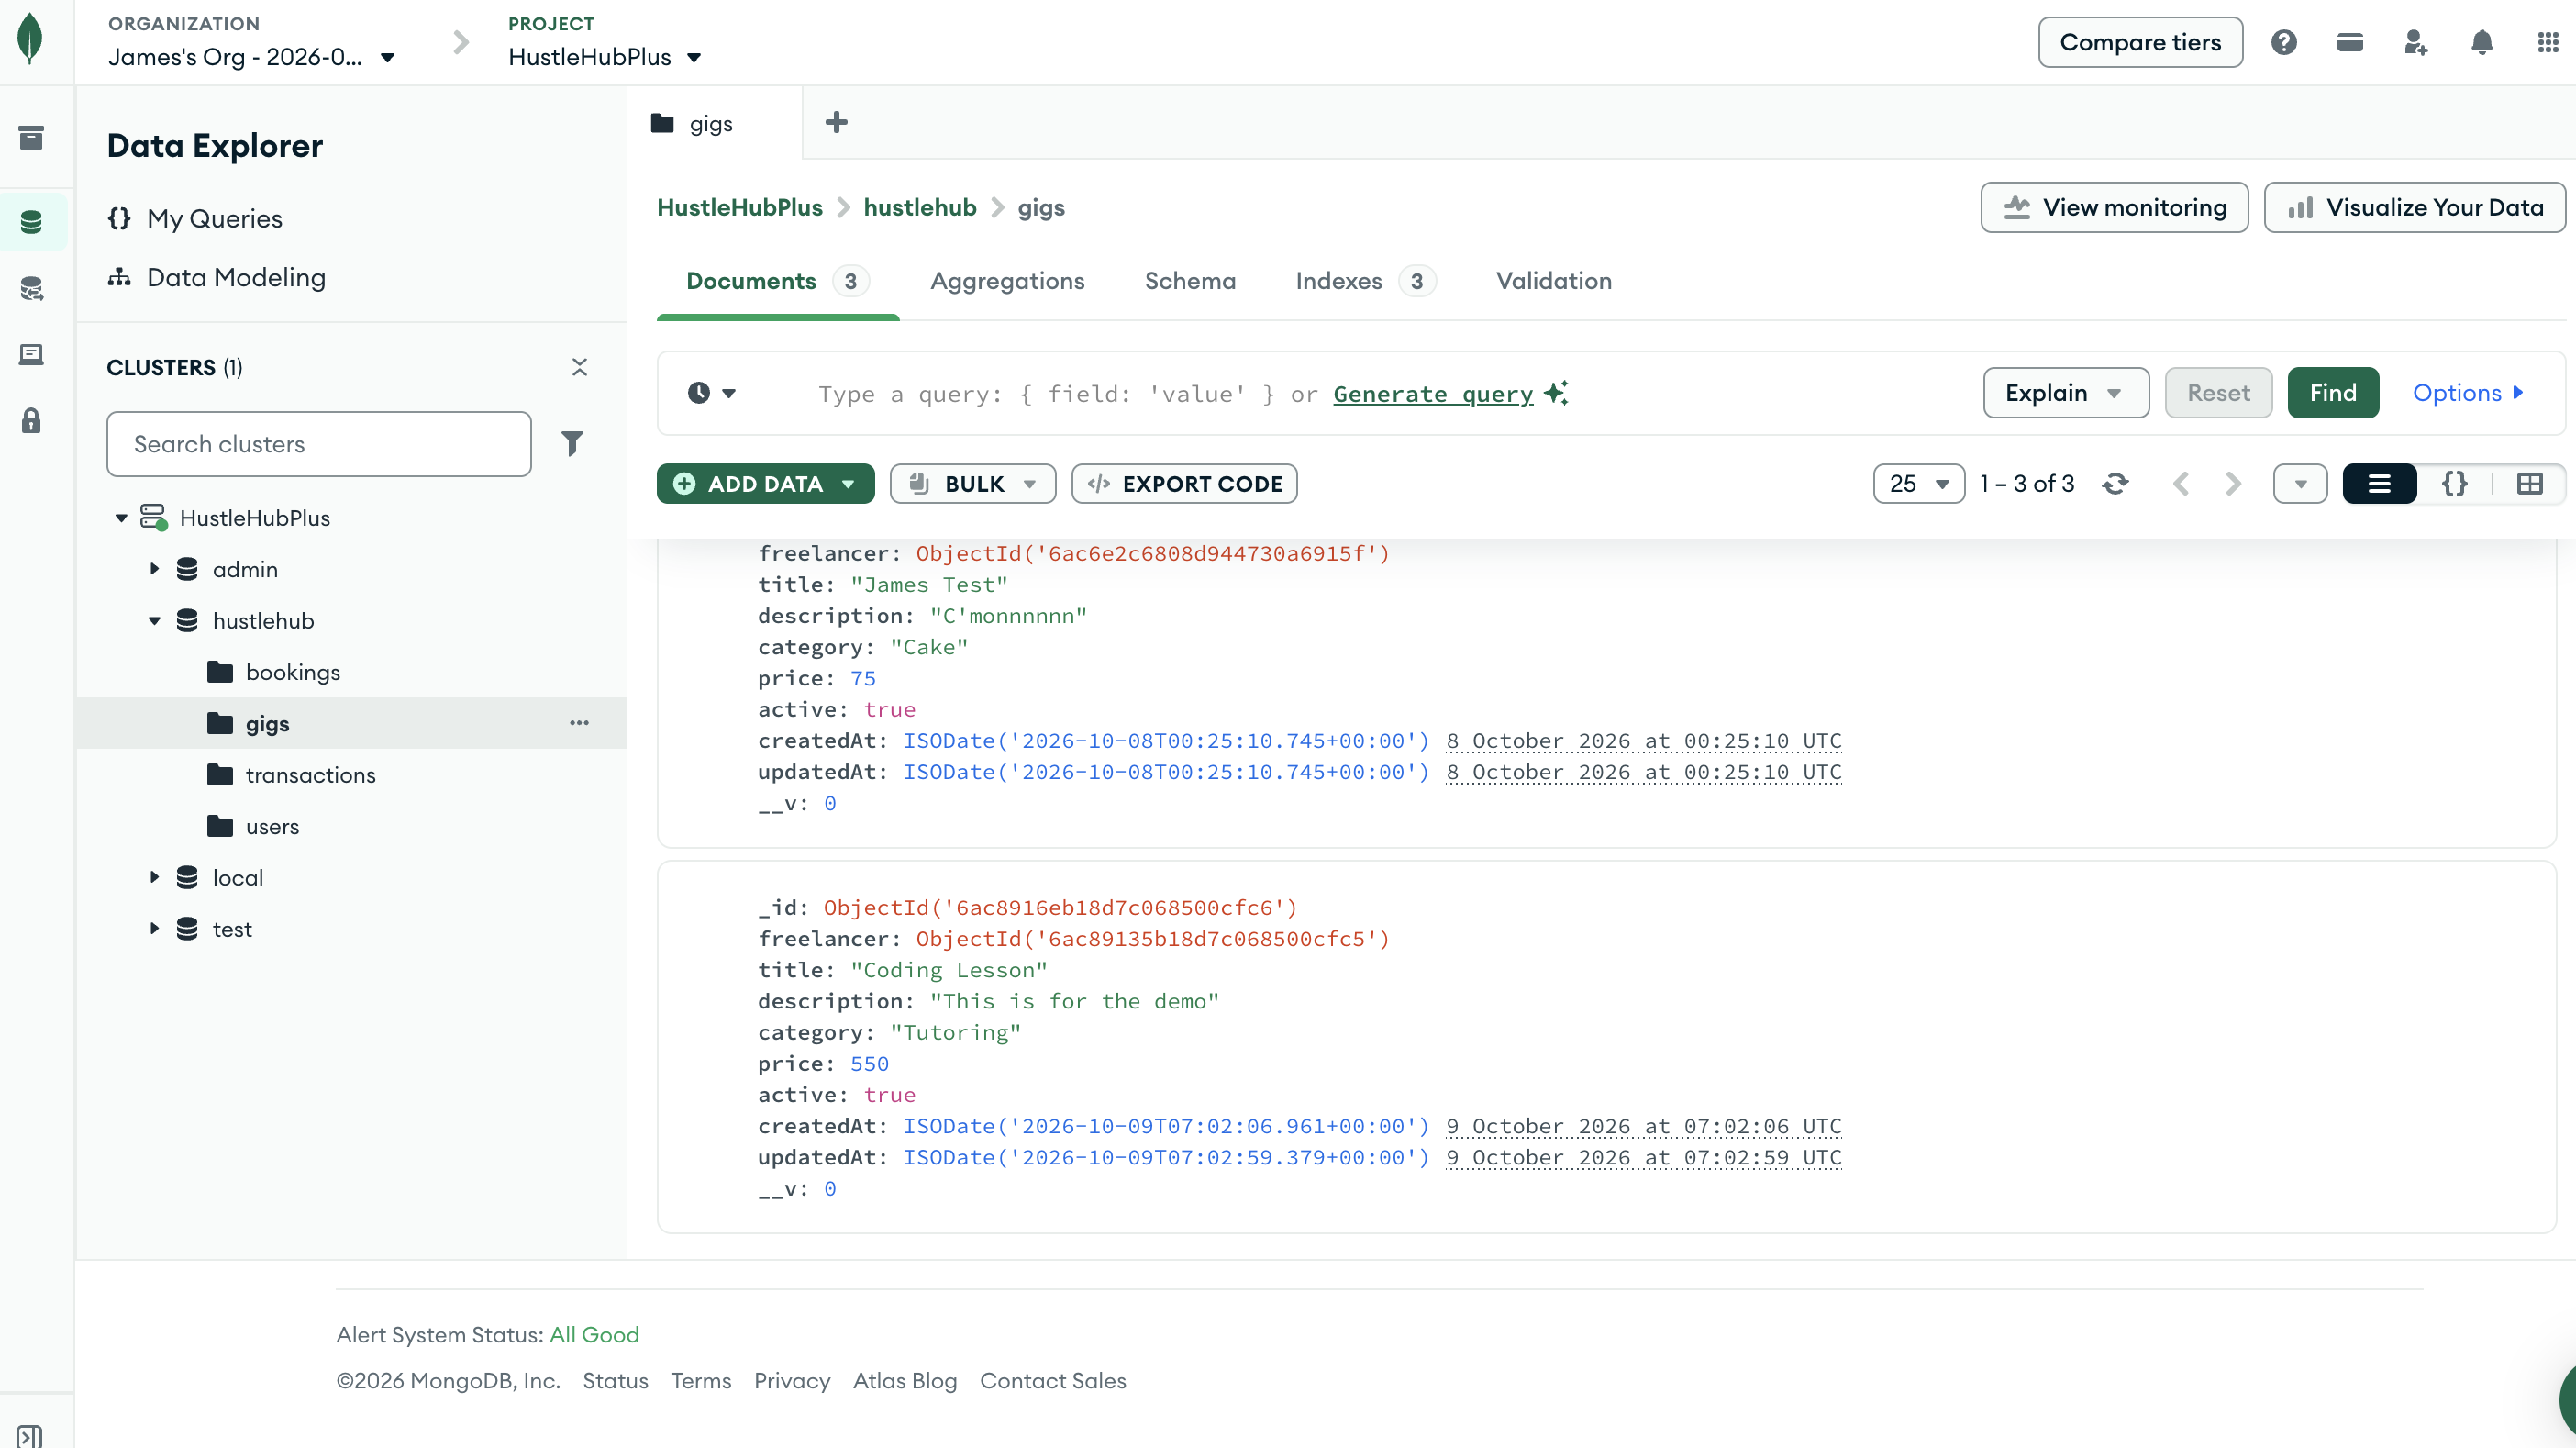 ORGANIZATION
James's Org - 2026-0...
PROJECT
HustleHubPlus
Compare tiers
Data Explorer
My Queries
Data Modeling
CLUSTERS (1)
Search clusters
HustleHubPlus
admin
hustlehub
bookings
gigs
transactions
users
local
test
gigs
HustleHubPlus > hustlehub > gigs
View monitoring
Visualize Your Data
Documents 3
Aggregations
Schema
Indexes 3
Validation
Type a query: { field: 'value' } or Generate query
Explain
Reset
Find
Options
ADD DATA
BULK
</> EXPORT CODE
25
1 – 3 of 3
{}
freelancer: ObjectId('6ac6e2c6808d944730a6915f')
title: "James Test"
description: "C'monnnnnn"
category: "Cake"
price: 75
active: true
createdAt: ISODate('2026-10-08T00:25:10.745+00:00') 8 October 2026 at 00:25:10 UTC
updatedAt: ISODate('2026-10-08T00:25:10.745+00:00') 8 October 2026 at 00:25:10 UTC
__v: 0
_id: ObjectId('6ac8916eb18d7c068500cfc6')
freelancer: ObjectId('6ac89135b18d7c068500cfc5')
title: "Coding Lesson"
description: "This is for the demo"
category: "Tutoring"
price: 550
active: true
createdAt: ISODate('2026-10-09T07:02:06.961+00:00') 9 October 2026 at 07:02:06 UTC
updatedAt: ISODate('2026-10-09T07:02:59.379+00:00') 9 October 2026 at 07:02:59 UTC
__v: 0
Alert System Status: All Good
©2026 MongoDB, Inc. Status Terms Privacy Atlas Blog Contact Sales